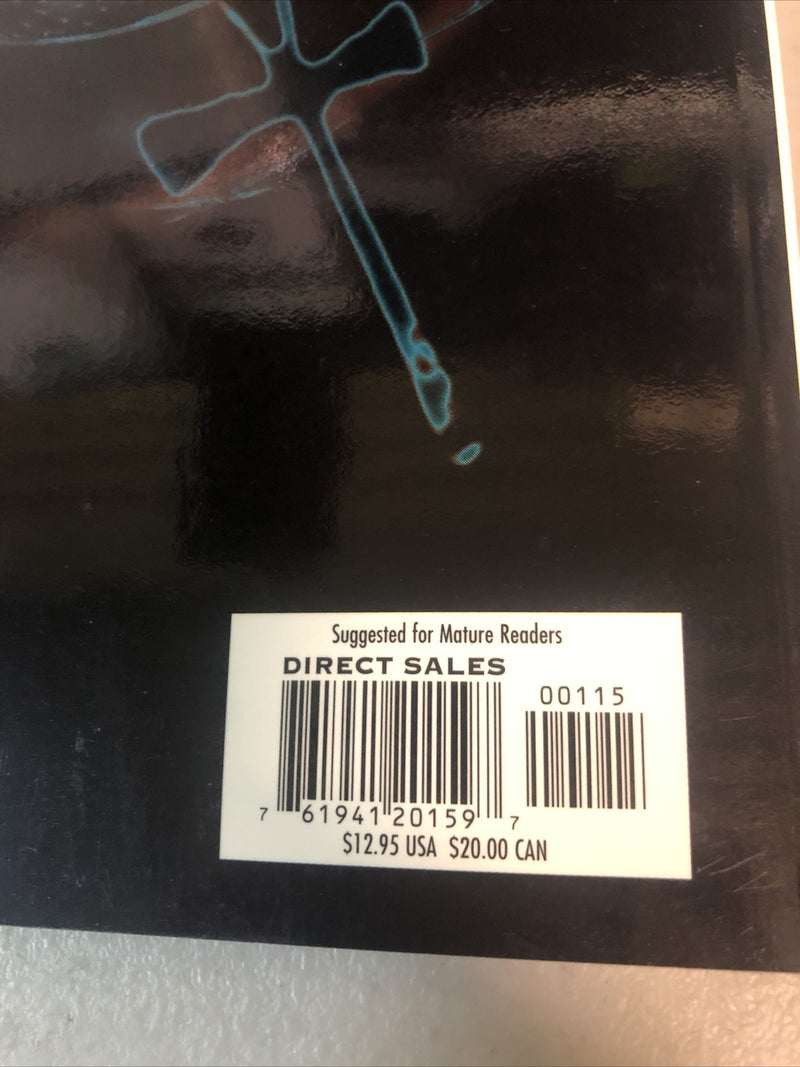 Suggested for Mature Readers
DIRECT SALES
00115
7 61941 20159 7
$12.95 USA $20.00 CAN